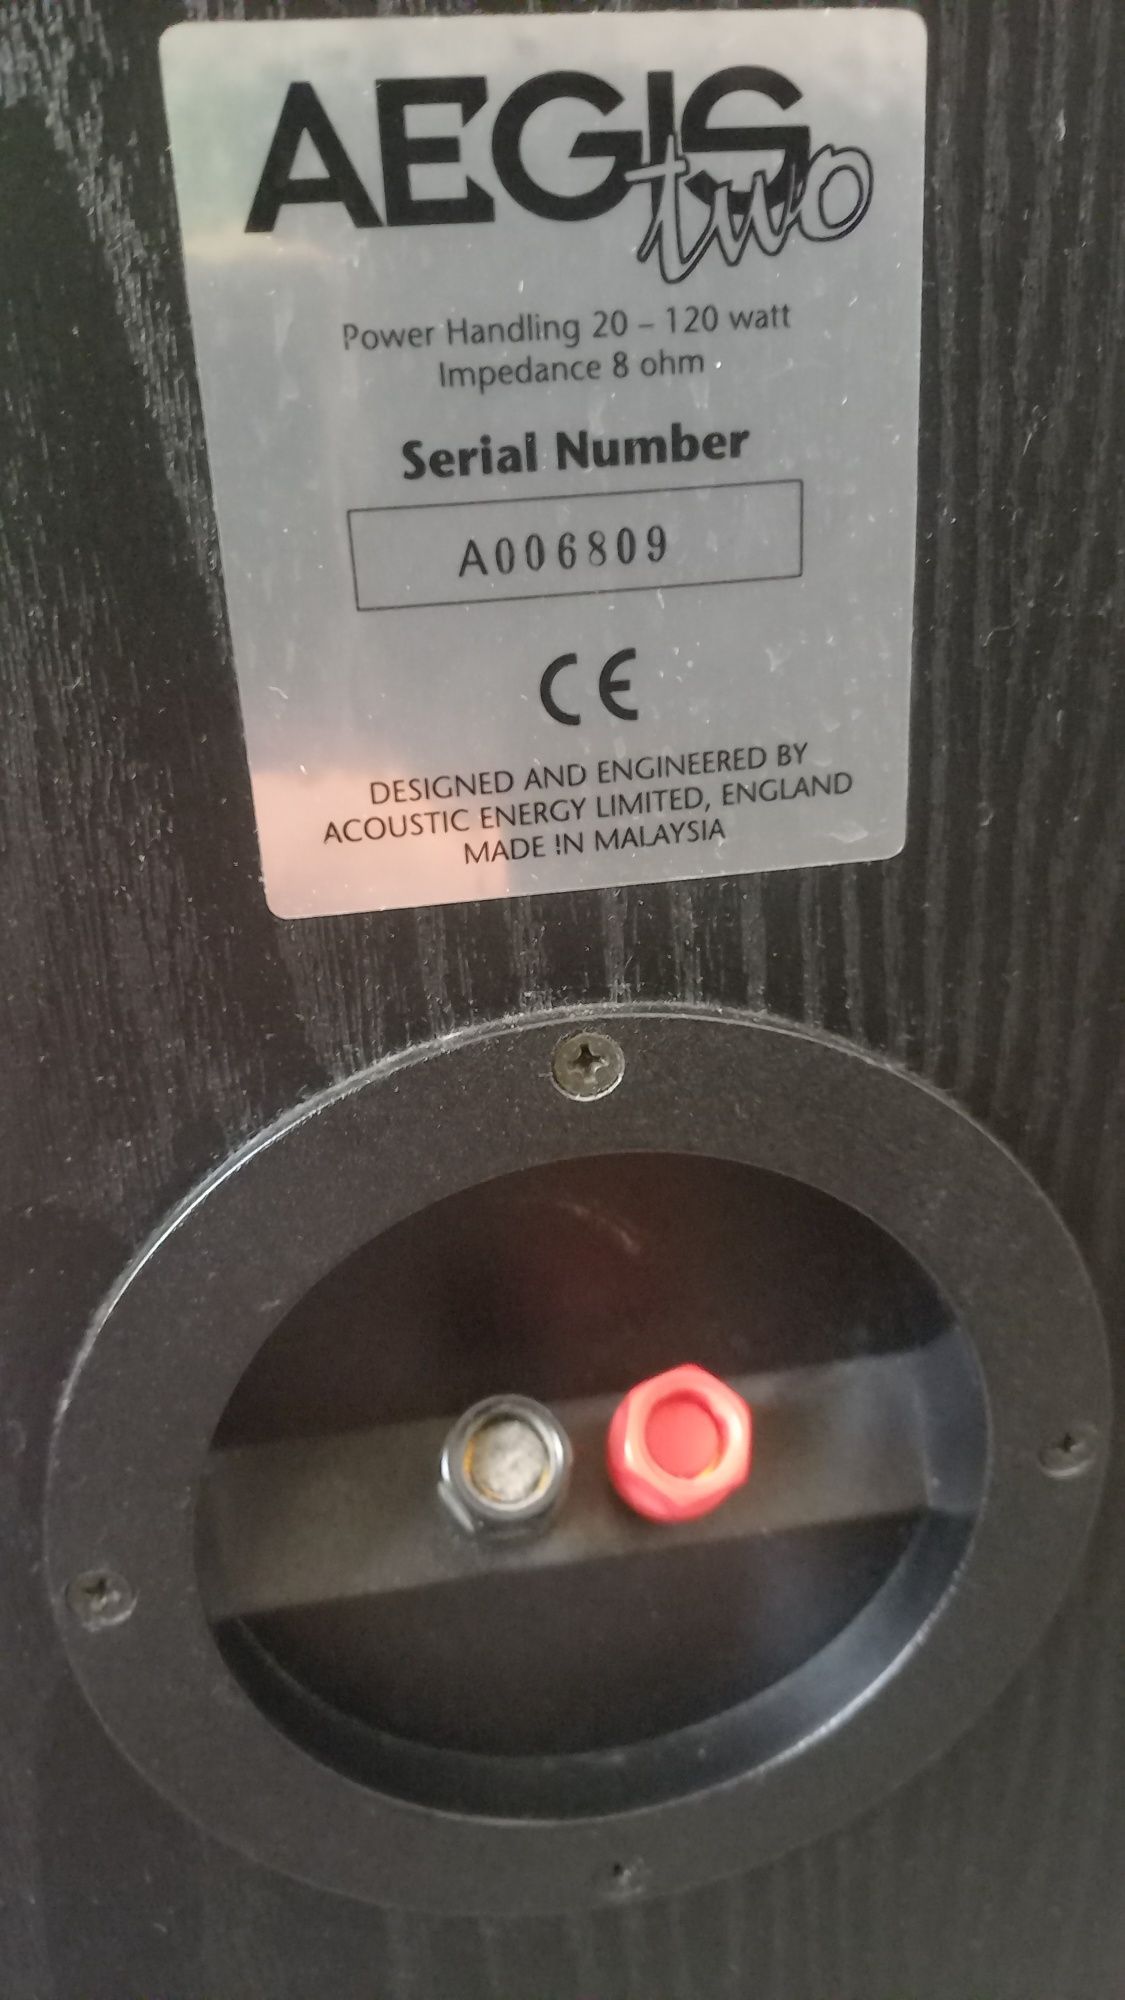 AEGIS
two
Power Handling 20 – 120 watt
Impedance 8 ohm
Serial Number
A006809
CE
DESIGNED AND ENGINEERED BY
ACOUSTIC ENERGY LIMITED, ENGLAND
MADE IN MALAYSIA